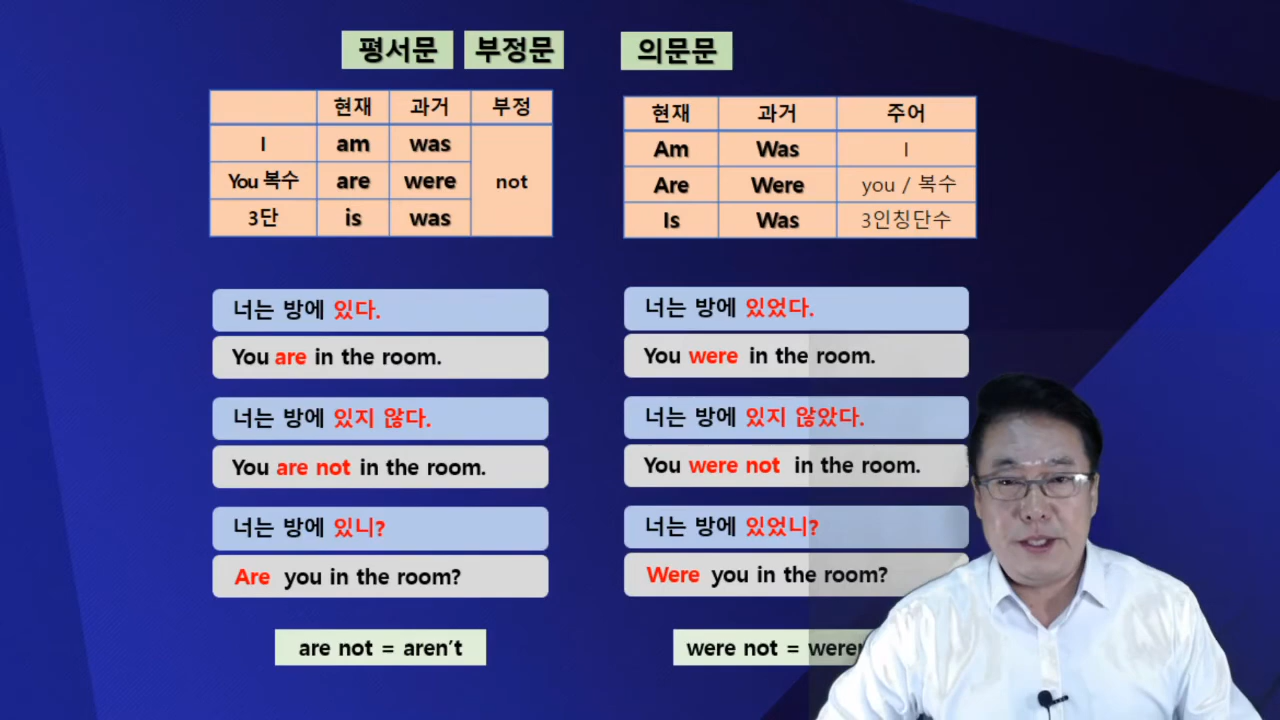 평서문 부정문
현재 과거 부정
I am was
You 복수 are were not
3단 is was
의문문
현재 과거 주어
Am Was I
Are Were you / 복수
Is Was 3인칭단수
너는 방에 있다.
You are in the room.
너는 방에 있지 않다.
You are not in the room.
너는 방에 있니?
Are you in the room?
are not = aren’t
너는 방에 있었다.
You were in the room.
너는 방에 있지 않았다.
You were not in the room.
너는 방에 있었니?
Were you in the room?
were not =